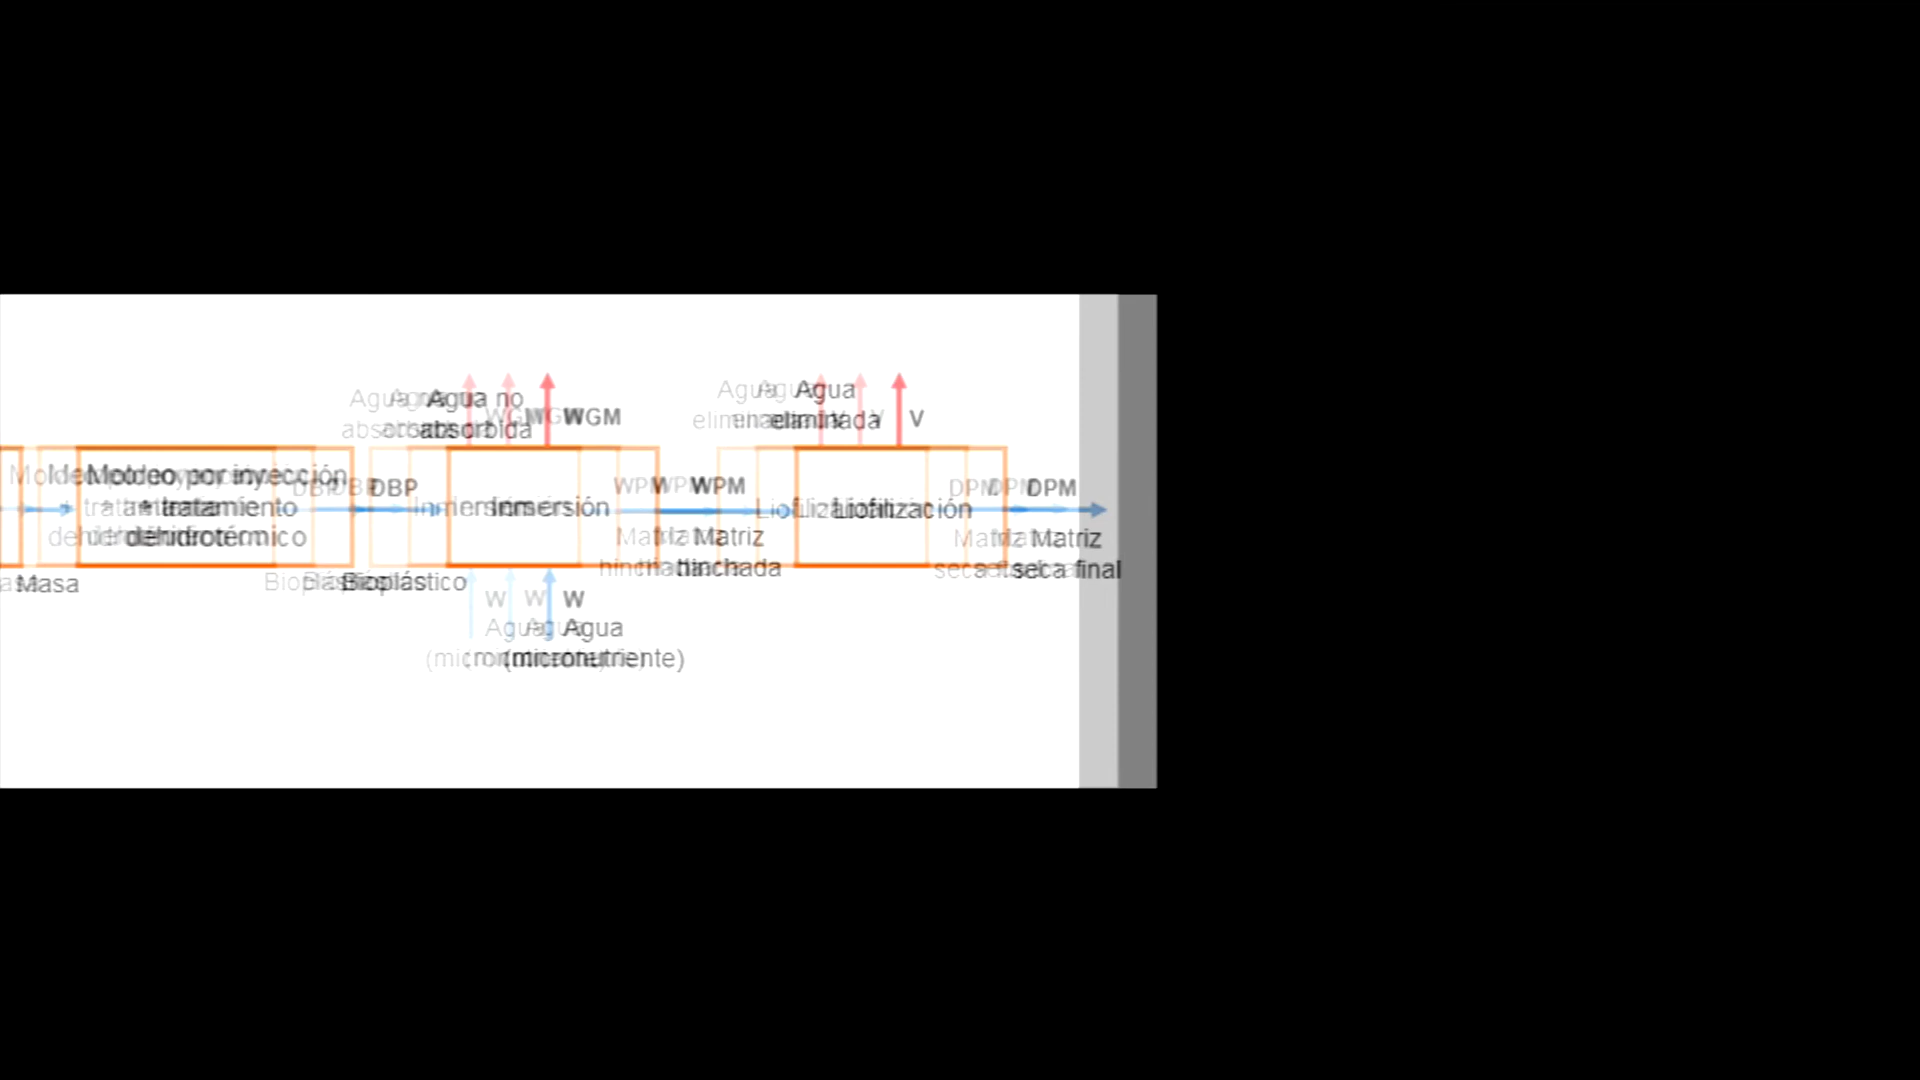 Agua no
absorbida
WGM
Agua
eliminada
V
Moldeo por inyección
+ tratamiento
dehidrotérmico
DBP
Inmersión
WPM
Liofilización
DPM
Matriz
hinchada
Matriz
seca final
Masa
Bioplástico
W
Agua
(micronutriente)